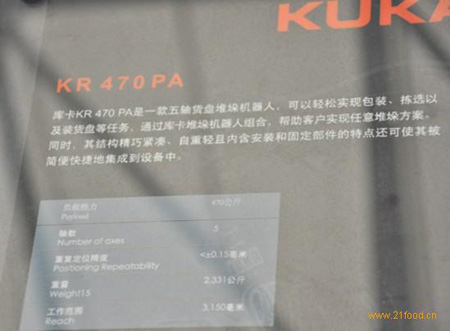 KUKA
KR 470 PA
库卡KR 470 PA是一款五轴货盘堆垛机器人，可以轻松实现包装、拣选以
及装货盘等任务，通过库卡堆垛机器人组合，帮助客户实现任意堆垛方案。
同时，其结构精巧紧凑、自重轻且内含安装和固定部件的特点还可使其被
简便快捷地集成到设备中。
负载能力 470公斤
Payload
轴数 5
Number of axes
重复定位精度 <±0.15毫米
Positioning Repeatability
重量 2,331公斤
Weight15
工作范围 3,150毫米
Reach
www.21food.cn